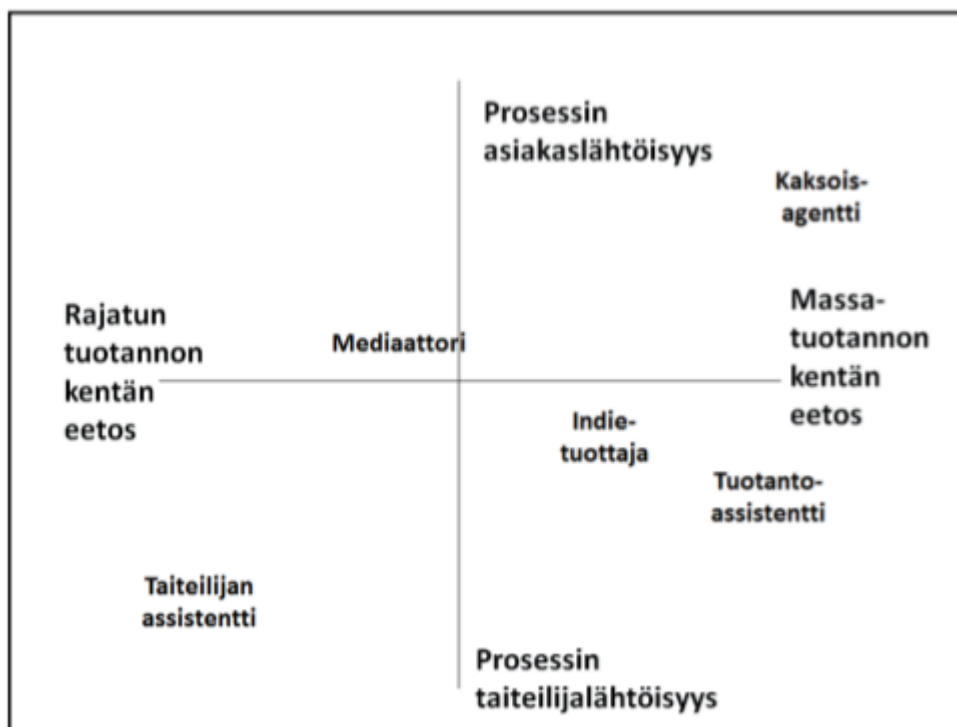 Prosessin
asiakaslähtöisyys
Kaksois-
agentti
Rajatun
tuotannon
kentän
eetos
Mediaattori
Massa-
tuotannon
kentän
eetos
Indie-
tuottaja
Tuotanto-
assistentti
Taiteilijan
assistentti
Prosessin
taiteilijalähtöisyys